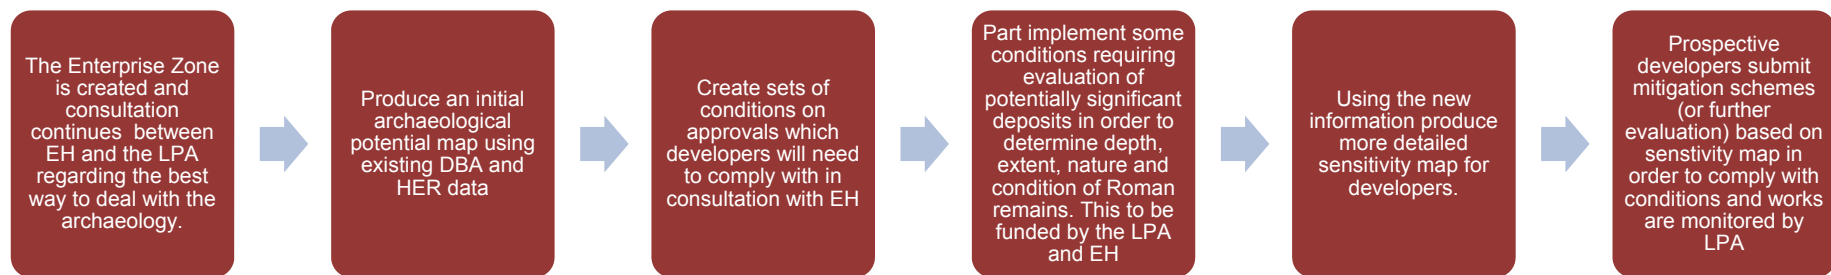 The Enterprise Zone
is created and
consultation
continues  between
EH and the LPA
regarding the best
way to deal with the
archaeology.
Produce an initial
archaeological
potential map using
existing DBA and
HER data
Create sets of
conditions on
approvals which
developers will need
to comply with in
consultation with EH
Part implement some
conditions requiring
evaluation of
potentially significant
deposits in order to
determine depth,
extent, nature and
condition of Roman
remains. This to be
funded by the LPA
and EH
Using the new
information produce
more detailed
sensitivity map for
developers.
Prospective
developers submit
mitigation schemes
(or further
evaluation) based on
senstivity map in
order to comply with
conditions and works
are monitored by
LPA